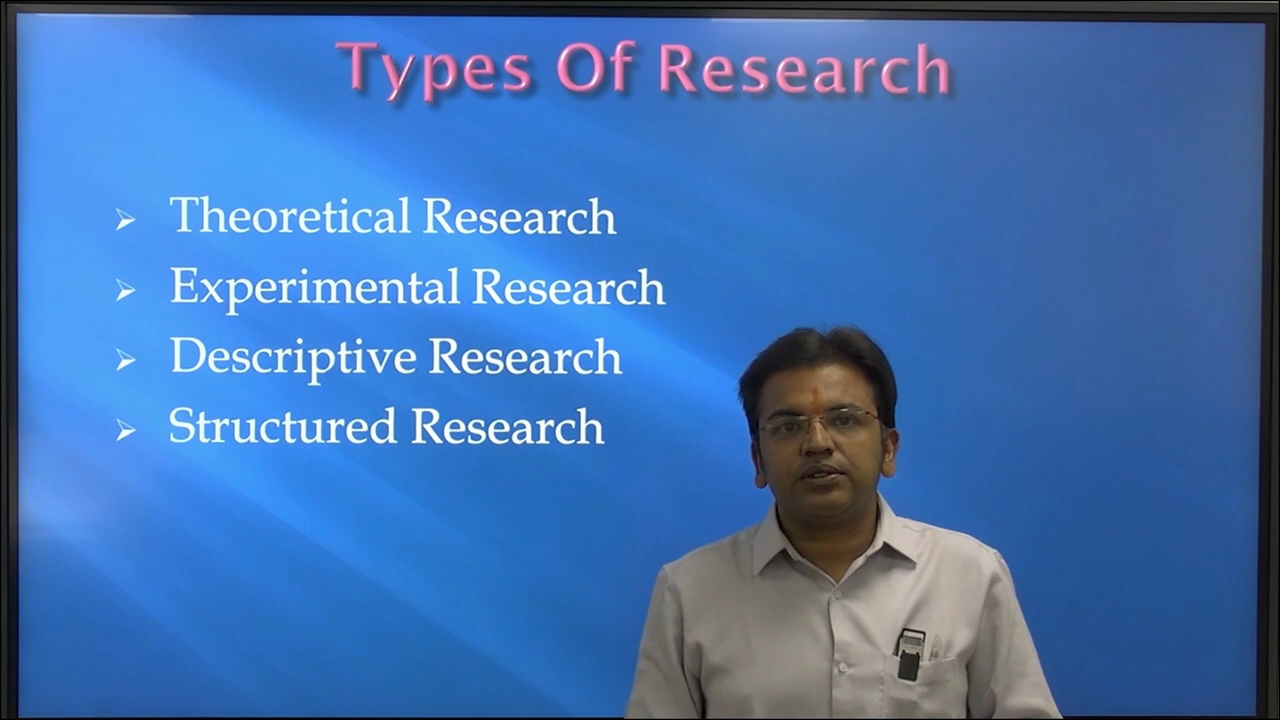 Types Of Research
Theoretical Research
Experimental Research
Descriptive Research
Structured Research